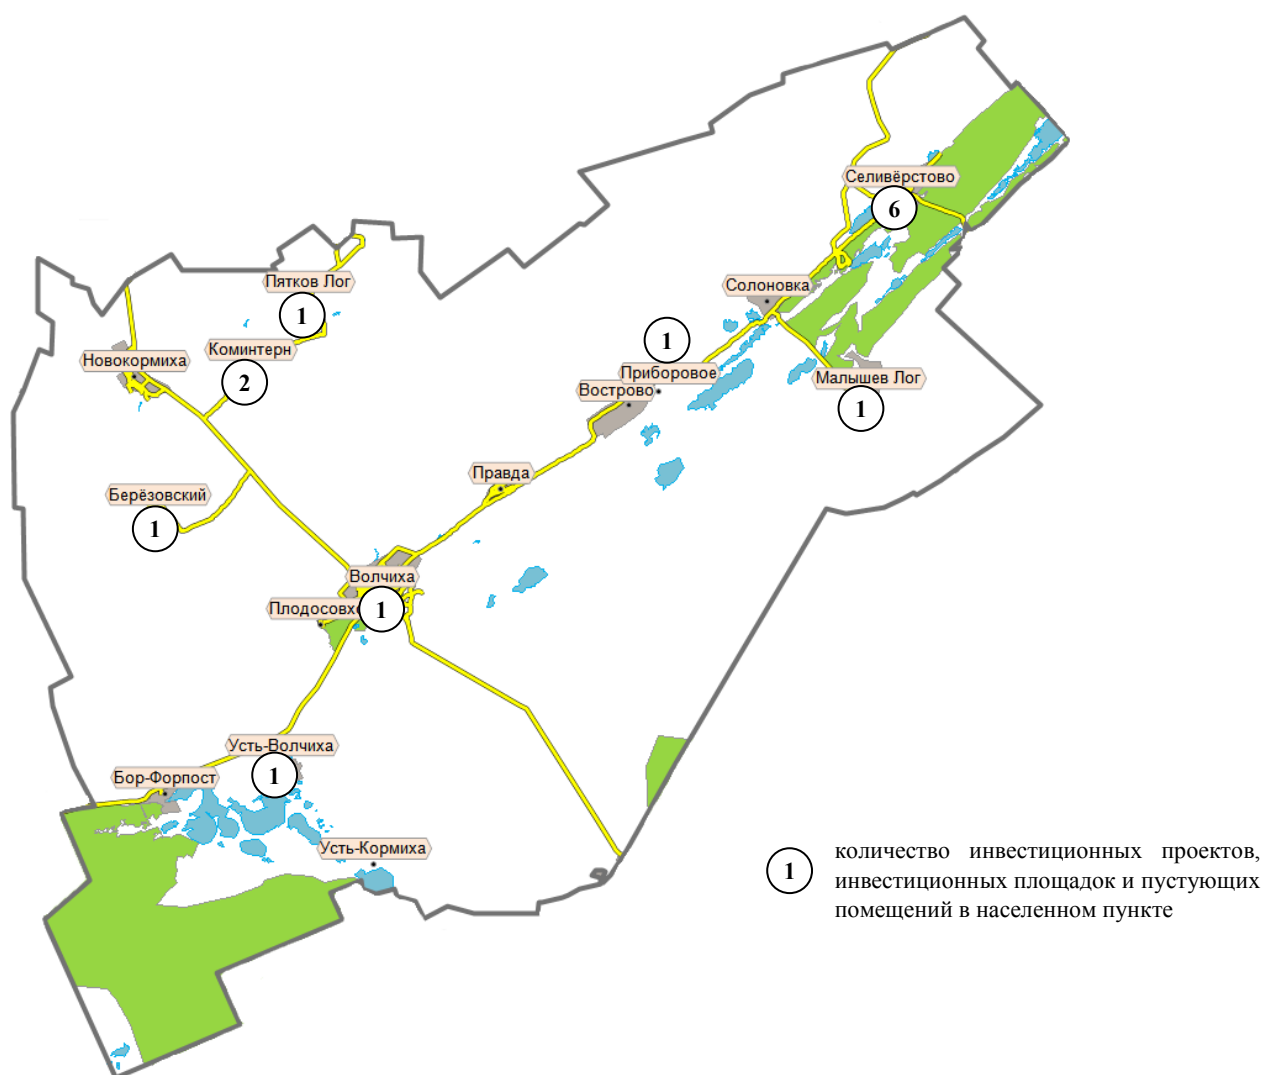 Селивёрстово
6
Пятков Лог
1
Солоновка
Коминтерн
2
Новокормиха
1
Приборовое
Вострово
Малышев Лог
1
Правда
Берёзовский
1
Волчиха
Плодосовхо
1
Усть-Волчиха
1
Бор-Форпост
Усть-Кормиха
1
количество инвестиционных проектов,
инвестиционных площадок и пустующих
помещений в населенном пункте